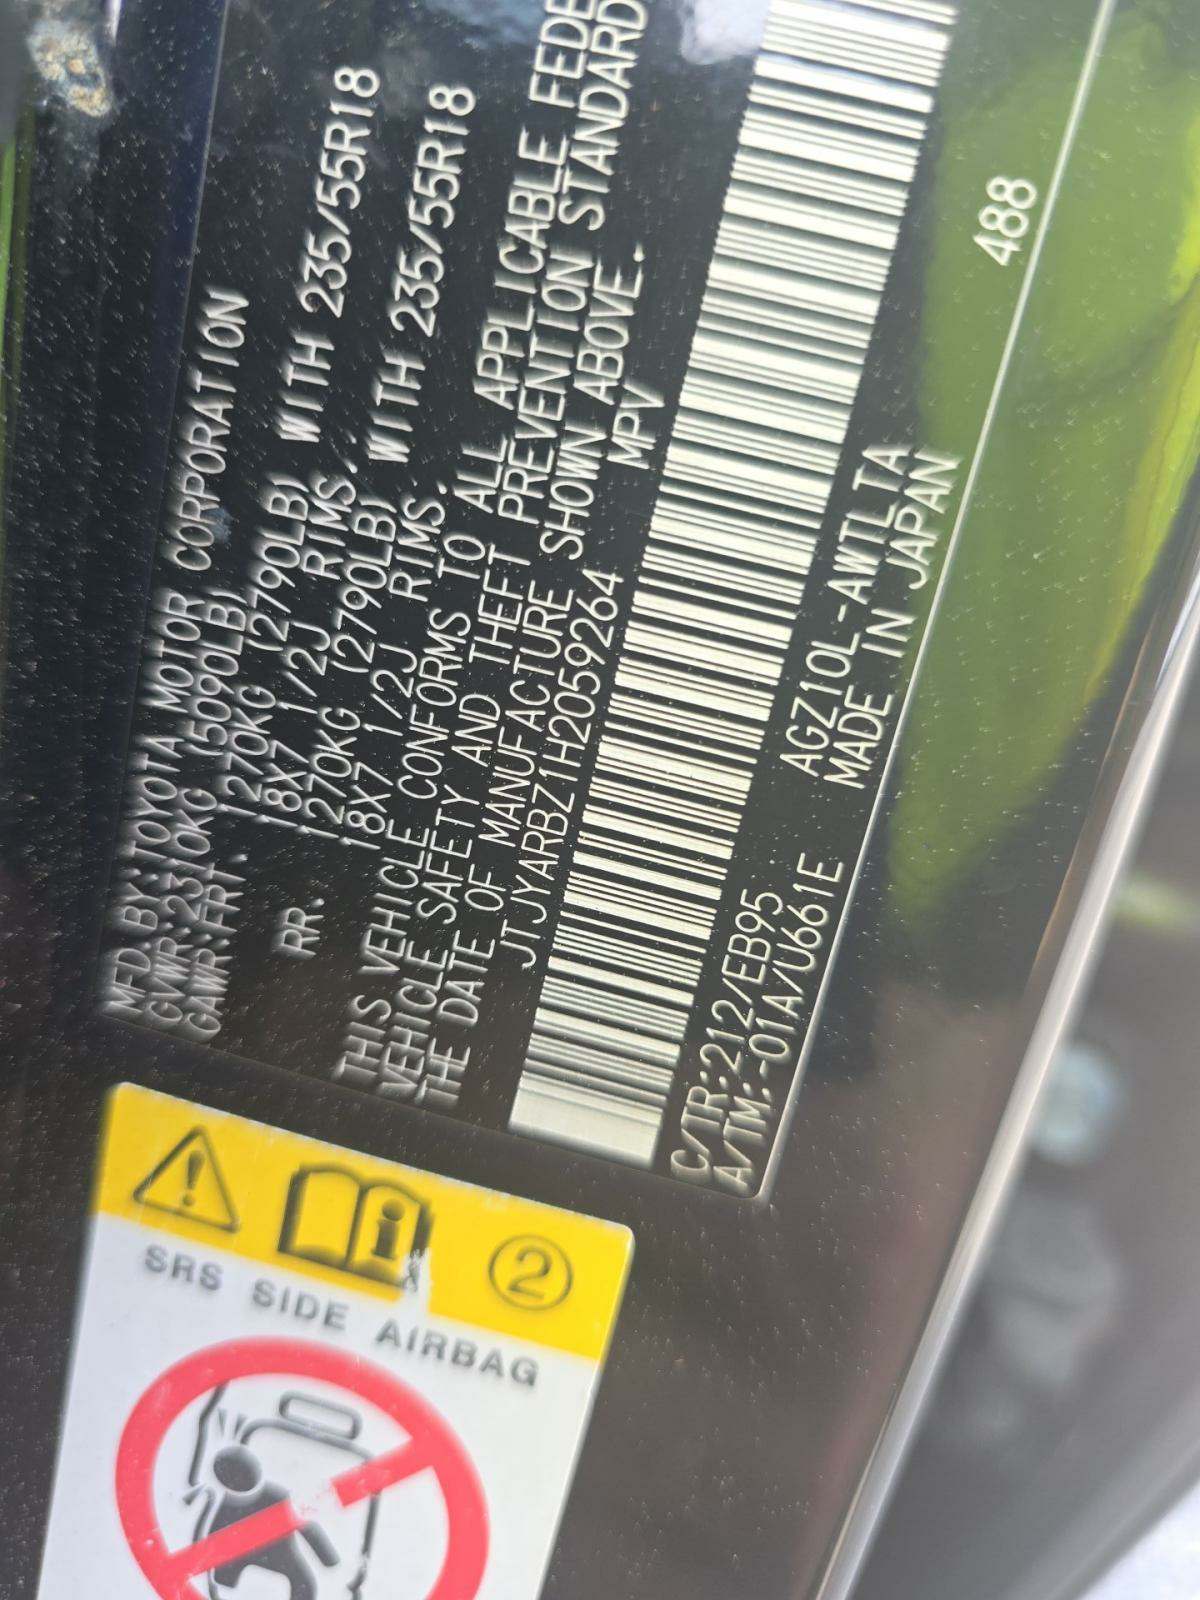 MFD.BY:TOYOTA MOTOR CORPORATION
GVWR:2310KG (5090LB)
GAWR:FRT. 1270KG (2790LB) WITH 235/55R18
18X7 1/2J RIMS.
RR. 1270KG (2790LB) WITH 235/55R18
18X7 1/2J RIMS.
THIS VEHICLE CONFORMS TO ALL APPLICABLE FEDE
VEHICLE SAFETY AND THEFT PREVENTION STANDARD
THE DATE OF MANUFACTURE SHOWN ABOVE.
JTJYARBZ1H2059264 MPV
488
C/TR:212/EB95 AGZ10L-AWTLTA
A/TM:-01A/U661E MADE IN JAPAN
2
SRS SIDE AIRBAG